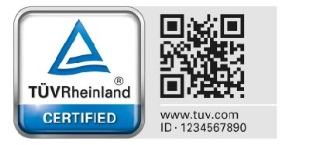 TÜVRheinland®
CERTIFIED
www.tuv.com
ID · 1234567890